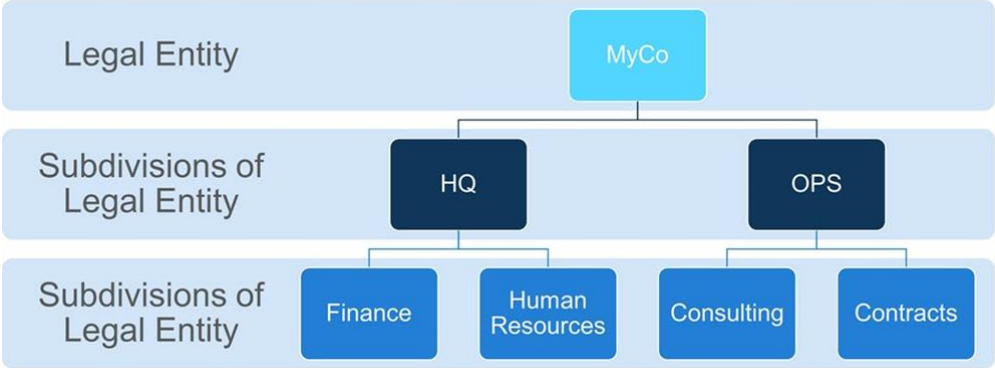 Legal Entity
MyCo
Subdivisions of
Legal Entity
HQ
OPS
Subdivisions of
Legal Entity
Finance
Human
Resources
Consulting
Contracts